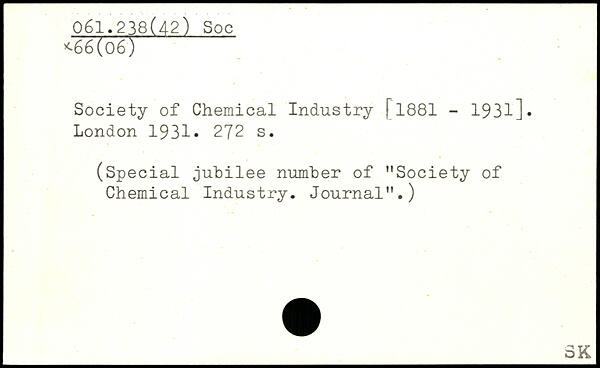 061.238(42) Soc
x66(06)
Society of Chemical Industry [1881 - 1931].
London 1931. 272 s.
(Special jubilee number of "Society of
Chemical Industry. Journal".)
SK